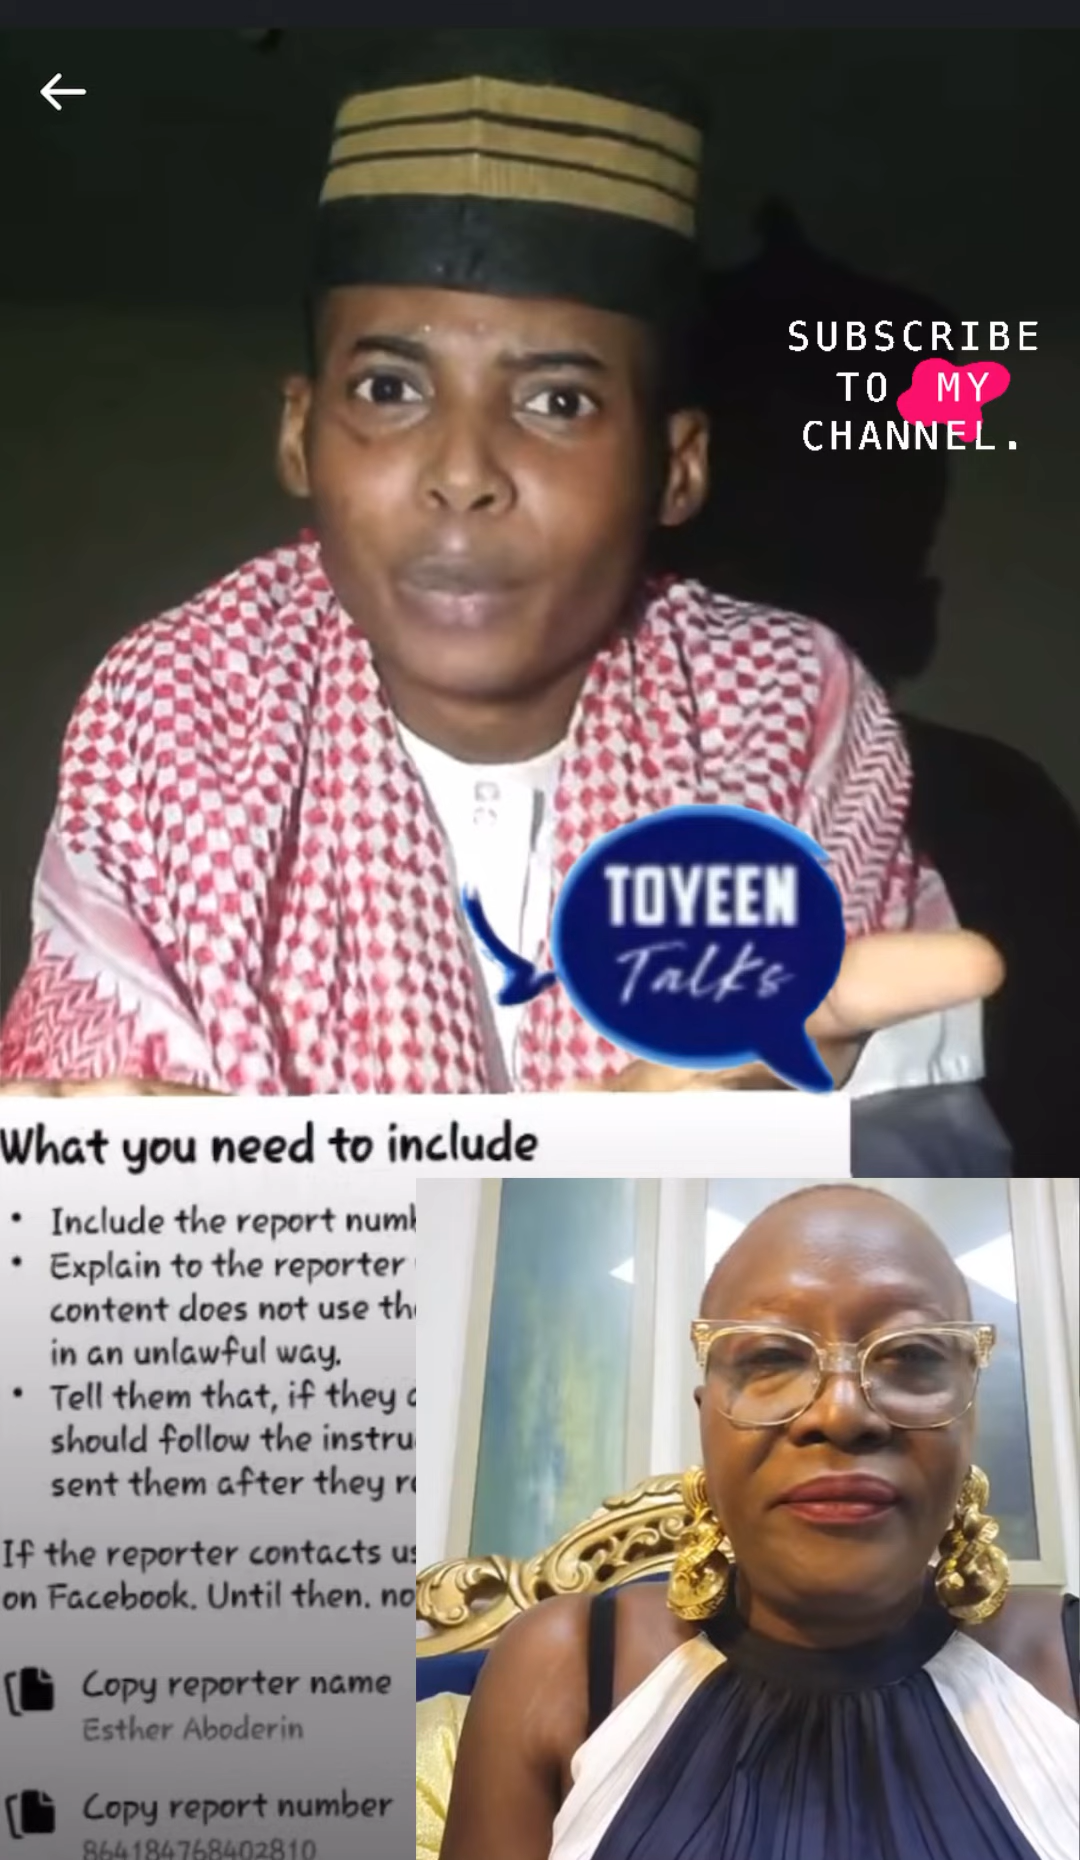 SUBSCRIBE
TO MY
CHANNEL.
TOYEEN
Talks
What you need to include
• Include the report
• Explain to the reporter
content does not use
in an unlawful way.
• Tell them that, if they
should follow the
sent them after they
If the reporter contacts
on Facebook. Until then.
Copy reporter name
Esther Aboderin
Copy report number
864184768402810